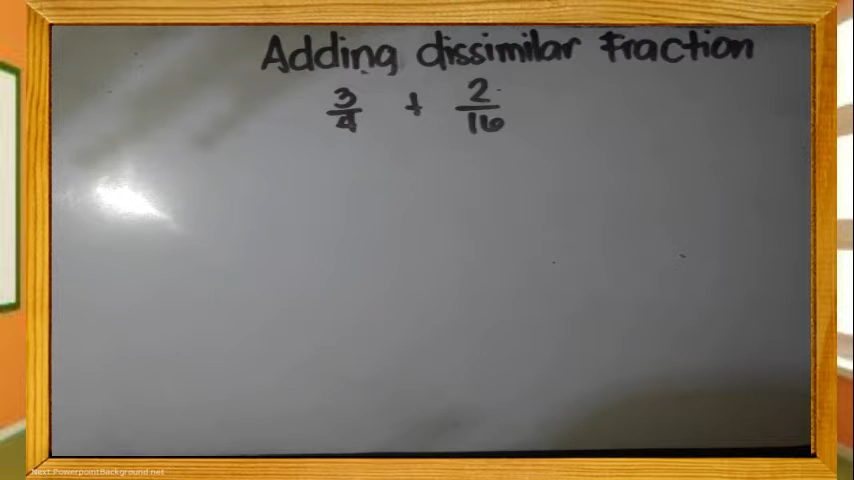 Adding dissimilar Fraction
3/4 + 2/16
Next.PowerpointBackground.net